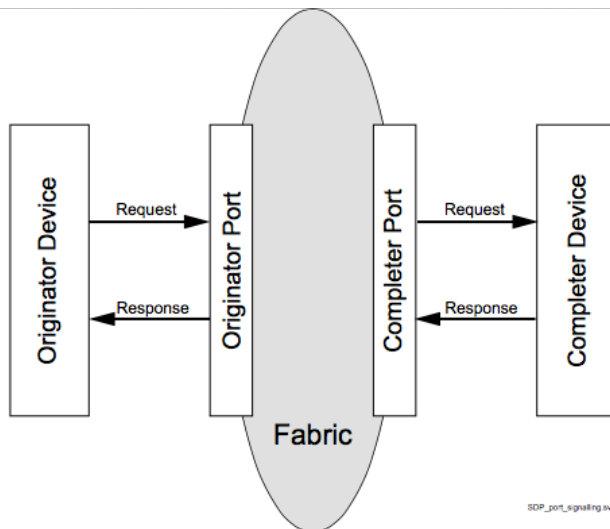 Originator Device
Request
Response
Originator Port
Fabric
Completer Port
Request
Response
Completer Device